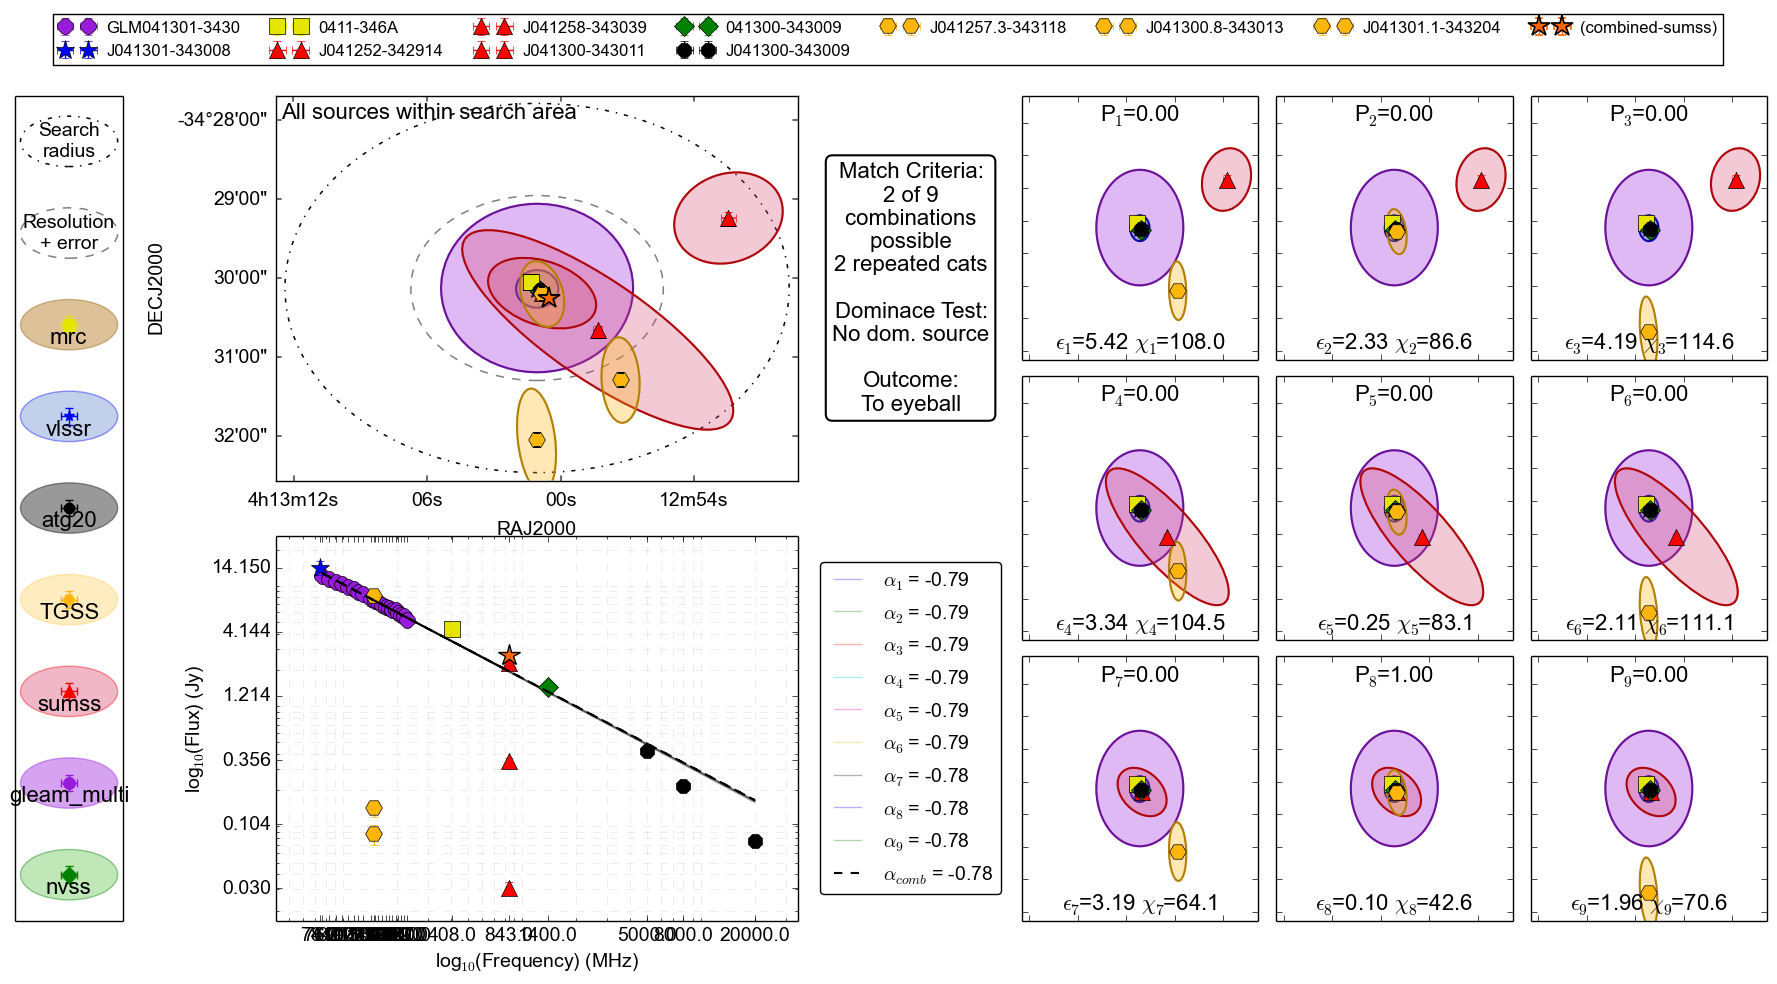 GLM041301-3430
0411-346A
J041258-343039
041300-343009
J041257.3-343118
J041300.8-343013
J041301.1-343204
(combined-sumss)
J041301-343008
J041252-342914
J041300-343011
J041300-343009
Search
radius
Resolution
+ error
mrc
vlssr
atg20
TGSS
sumss
gleam_multi
nvss
All sources within search area
-34°28'00"
29'00"
30'00"
31'00"
32'00"
DECJ2000
4h13m12s
06s
00s
12m54s
RAJ2000
Match Criteria:
2 of 9
combinations
possible
2 repeated cats
Dominace Test:
No dom. source
Outcome:
To eyeball
14.150
4.144
1.214
0.356
0.104
0.030
log10(Flux) (Jy)
408.0
843.0
1400.0
5000.0
8000.0
20000.0
log10(Frequency) (MHz)
α1 = -0.79
α2 = -0.79
α3 = -0.79
α4 = -0.79
α5 = -0.79
α6 = -0.79
α7 = -0.78
α8 = -0.78
α9 = -0.78
αcomb = -0.78
P1=0.00
ϵ1=5.42 χ1=108.0
P2=0.00
ϵ2=2.33 χ2=86.6
P3=0.00
ϵ3=4.19 χ3=114.6
P4=0.00
ϵ4=3.34 χ4=104.5
P5=0.00
ϵ5=0.25 χ5=83.1
P6=0.00
ϵ6=2.11 χ6=111.1
P7=0.00
ϵ7=3.19 χ7=64.1
P8=1.00
ϵ8=0.10 χ8=42.6
P9=0.00
ϵ9=1.96 χ9=70.6